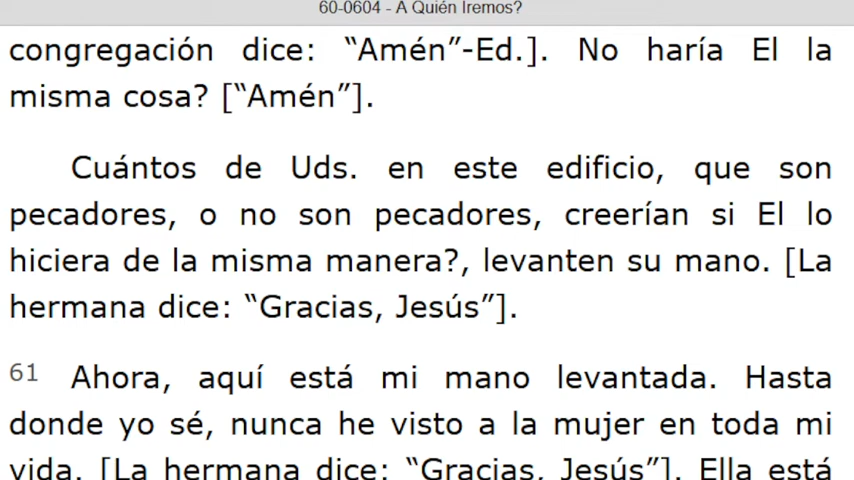 60-0604 - A Quién Iremos?
congregación dice: “Amén”-Ed.]. No haría El la
misma cosa? [“Amén”].
Cuántos de Uds. en este edificio, que son
pecadores, o no son pecadores, creerían si El lo
hiciera de la misma manera?, levanten su mano. [La
hermana dice: “Gracias, Jesús”].
61 Ahora, aquí está mi mano levantada. Hasta
donde yo sé, nunca he visto a la mujer en toda mi
vida. [La hermana dice: “Gracias, Jesús”]. Ella está